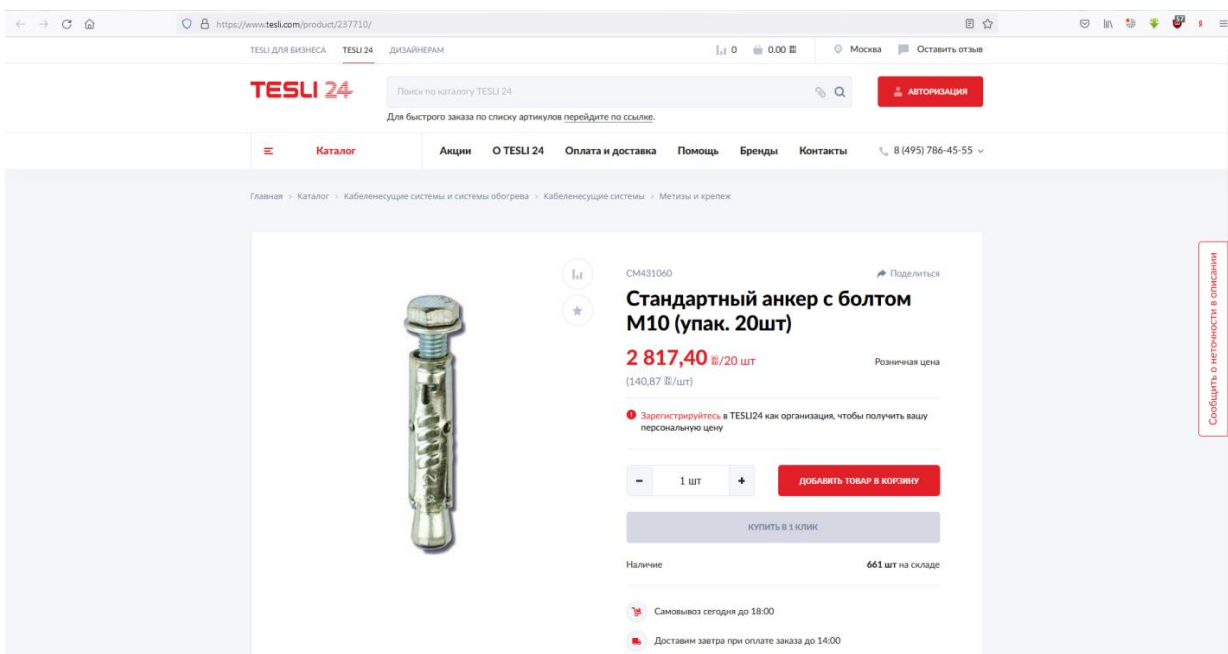 https://www.tesli.com/product/237710/
TESLI ДЛЯ БИЗНЕСА TESLI 24 ДИЗАЙНЕРАМ 0 0.00 Москва Оставить отзыв
TESLI 24 Поиск по каталогу TESLI 24 АВТОРИЗАЦИЯ
Для быстрого заказа по списку артикулов перейдите по ссылке.
Каталог Акции О TESLI 24 Оплата и доставка Помощь Бренды Контакты 8 (495) 786-45-55
Главная > Каталог > Кабеленесущие системы и системы обогрева > Кабеленесущие системы > Метизы и крепеж
CM431060 Поделиться
Стандартный анкер с болтом
М10 (упак. 20шт)
2 817,40 /20 шт Розничная цена
(140,87 /шт)
Зарегистрируйтесь в TESLI24 как организация, чтобы получить вашу
персональную цену
- 1 шт + ДОБАВИТЬ ТОВАР В КОРЗИНУ
КУПИТЬ В 1 КЛИК
Наличие 661 шт на складе
Самовывоз сегодня до 18:00
Доставим завтра при оплате заказа до 14:00
Сообщить о неточности в описании